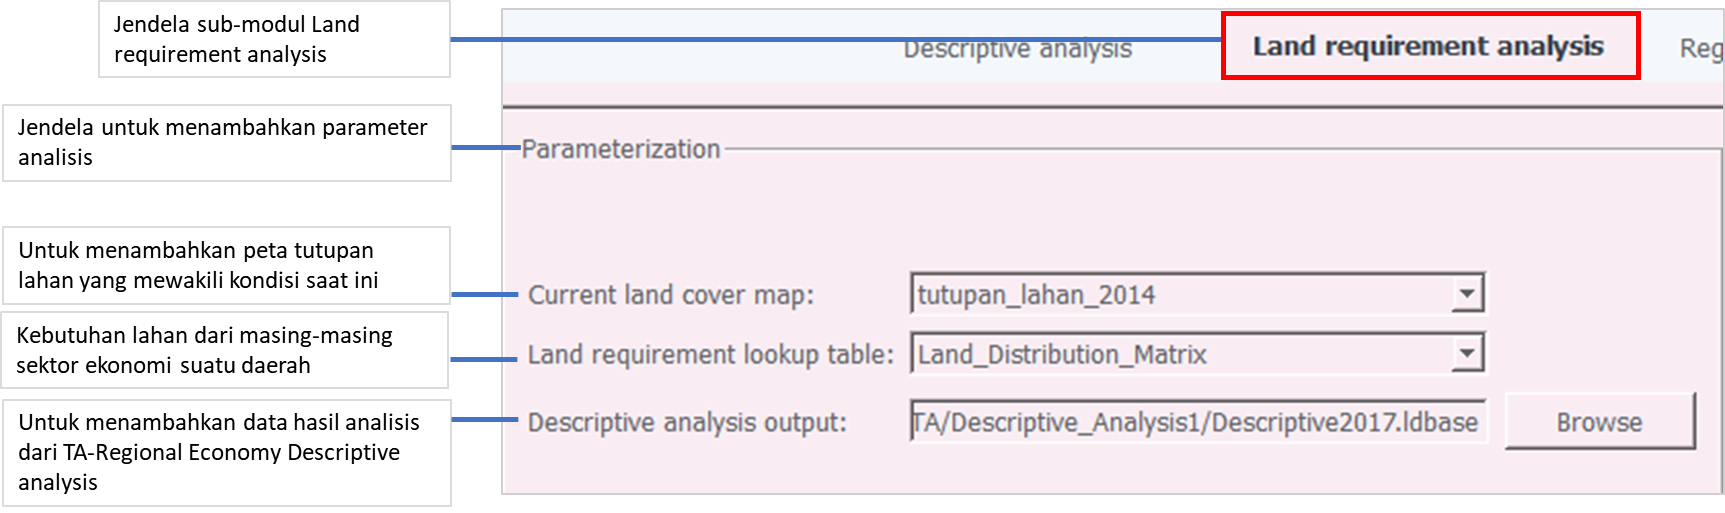 Jendela sub-modul Land
requirement analysis
Descriptive analysis
Land requirement analysis
Reg
Jendela untuk menambahkan parameter
analisis
Parameterization
Untuk menambahkan peta tutupan
lahan yang mewakili kondisi saat ini
Current land cover map:
tutupan_lahan_2014
Kebutuhan lahan dari masing-masing
sektor ekonomi suatu daerah
Land requirement lookup table:
Land_Distribution_Matrix
Untuk menambahkan data hasil analisis
dari TA-Regional Economy Descriptive
analysis
Descriptive analysis output:
TA/Descriptive_Analysis1/Descriptive2017.ldbase
Browse